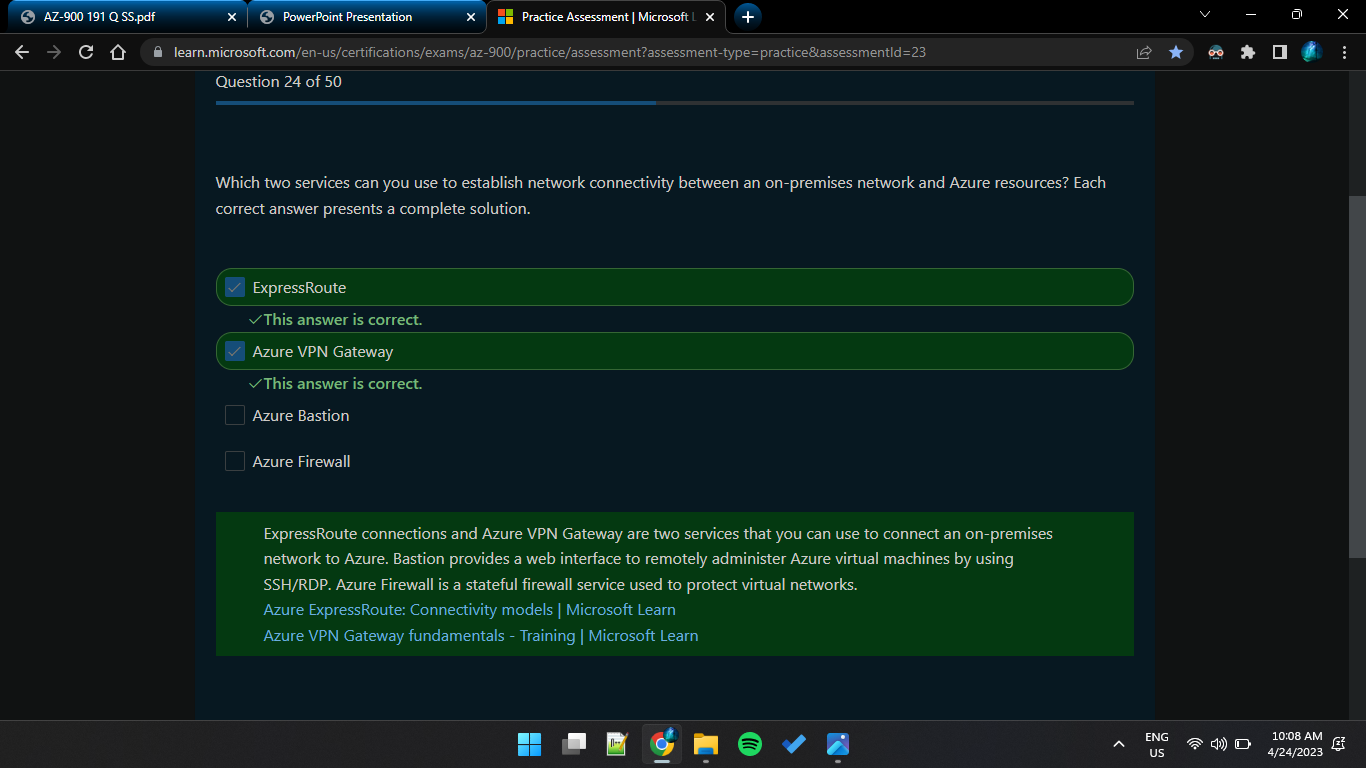 AZ-900 191 Q SS.pdf
PowerPoint Presentation
Practice Assessment | Microsoft L
learn.microsoft.com/en-us/certifications/exams/az-900/practice/assessment?assessment-type=practice&assessmentId=23
Question 24 of 50
Which two services can you use to establish network connectivity between an on-premises network and Azure resources? Each
correct answer presents a complete solution.
ExpressRoute
This answer is correct.
Azure VPN Gateway
This answer is correct.
Azure Bastion
Azure Firewall
ExpressRoute connections and Azure VPN Gateway are two services that you can use to connect an on-premises
network to Azure. Bastion provides a web interface to remotely administer Azure virtual machines by using
SSH/RDP. Azure Firewall is a stateful firewall service used to protect virtual networks.
Azure ExpressRoute: Connectivity models | Microsoft Learn
Azure VPN Gateway fundamentals - Training | Microsoft Learn
ENG
US
10:08 AM
4/24/2023